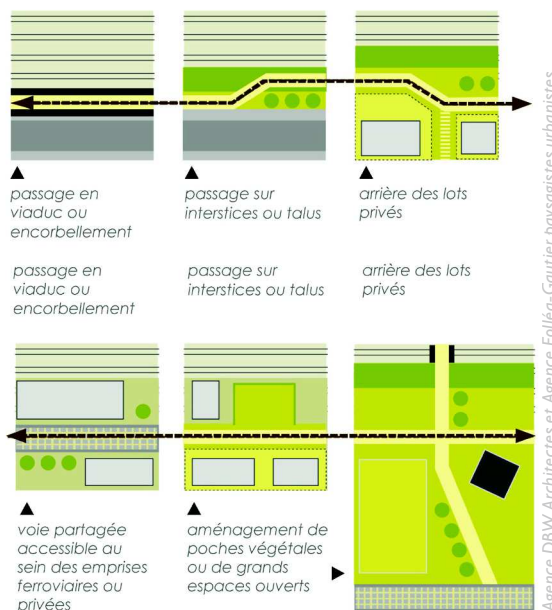 passage en
viaduc ou
encorbellement
passage sur
interstices ou talus
arrière des lots
privés
passage en
viaduc ou
encorbellement
passage sur
interstices ou talus
arrière des lots
privés
voie partagée
accessible au
sein des emprises
ferroviaires ou
privées
aménagement de
poches végétales
ou de grands
espaces ouverts
Agence DBW Architectes et Agence Folléa-Gautier paysagistes urbanistes